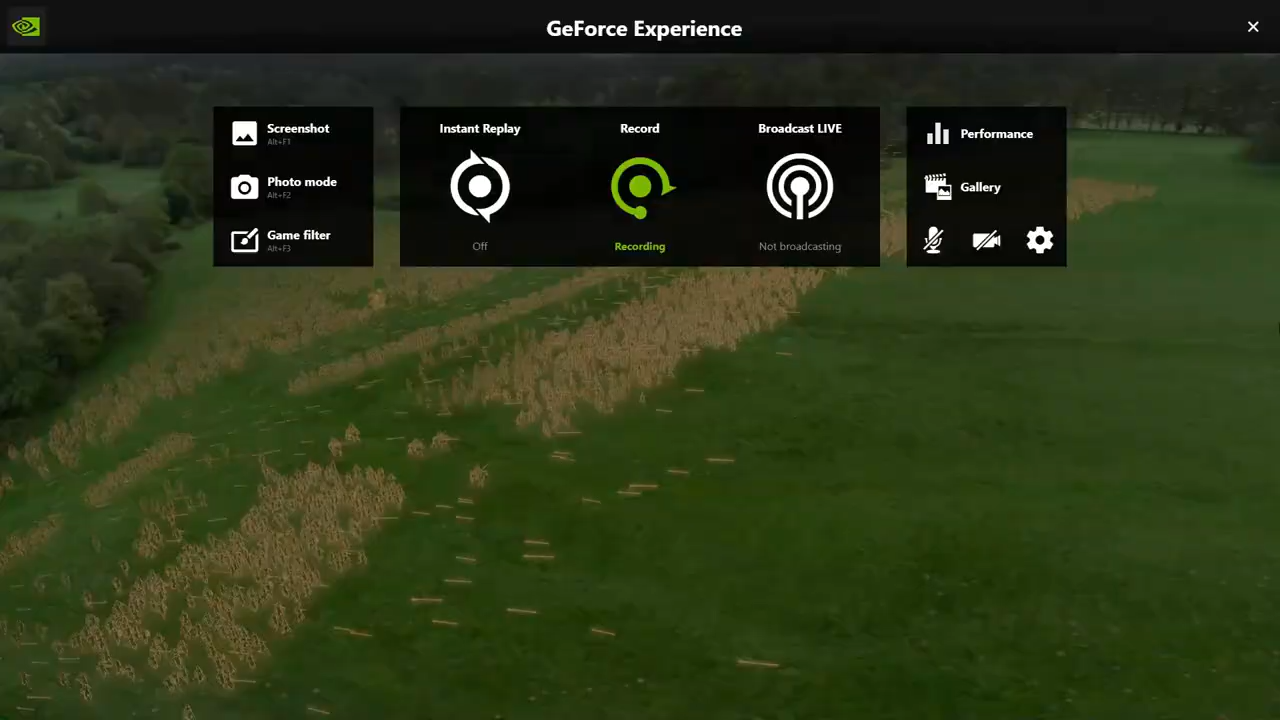 GeForce Experience
Screenshot
Alt+F1
Photo mode
Alt+F2
Game filter
Alt+F3
Instant Replay
Off
Record
Recording
Broadcast LIVE
Not broadcasting
Performance
Gallery